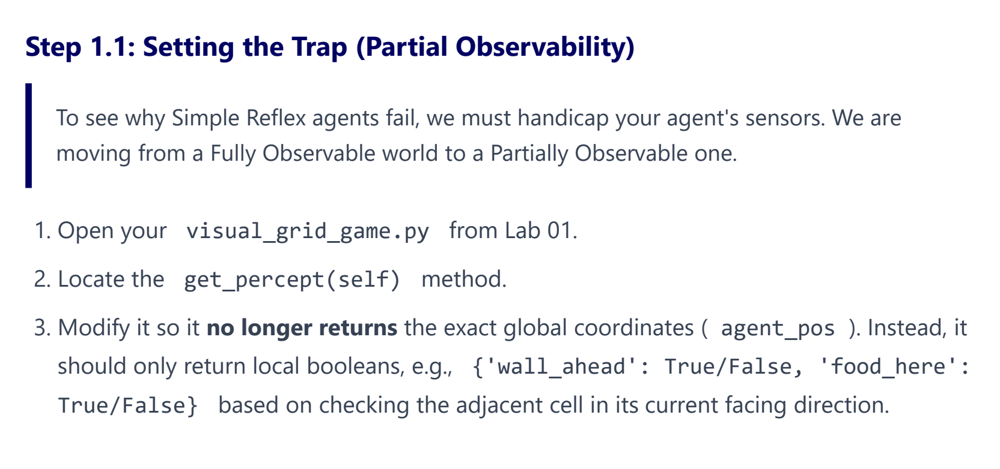 Step 1.1: Setting the Trap (Partial Observability)
To see why Simple Reflex agents fail, we must handicap your agent's sensors. We are
moving from a Fully Observable world to a Partially Observable one.
1. Open your visual_grid_game.py from Lab 01.
2. Locate the get_percept(self) method.
3. Modify it so it no longer returns the exact global coordinates ( agent_pos ). Instead, it
should only return local booleans, e.g., {'wall_ahead': True/False, 'food_here':
True/False} based on checking the adjacent cell in its current facing direction.